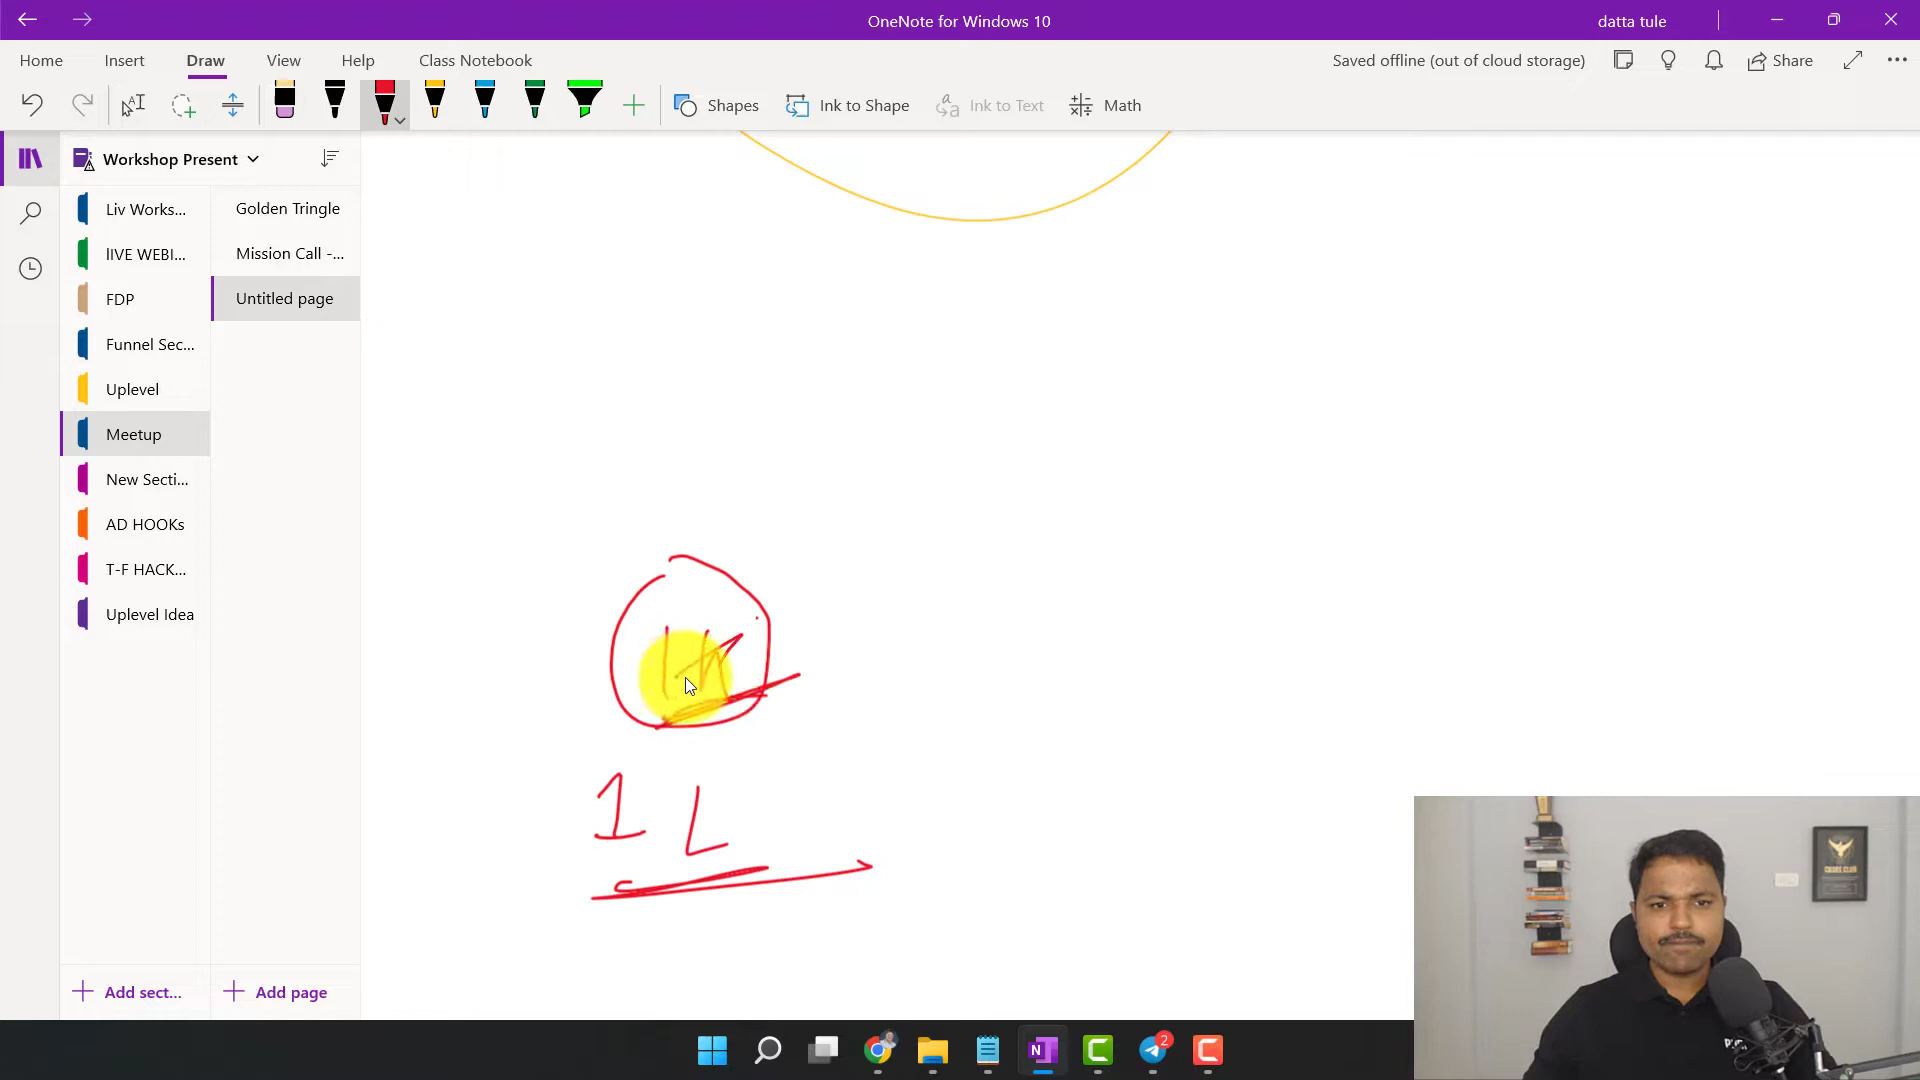 OneNote for Windows 10
datta tule
Home
Insert
Draw
View
Help
Class Notebook
Saved offline (out of cloud storage)
Share
Shapes
Ink to Shape
Ink to Text
Math
Workshop Present
Liv Works...
lIVE WEBI...
FDP
Funnel Sec...
Uplevel
Meetup
New Secti...
AD HOOKs
T-F HACK...
Uplevel Idea
Golden Tringle
Mission Call -...
Untitled page
1 L
Add sect...
Add page
2